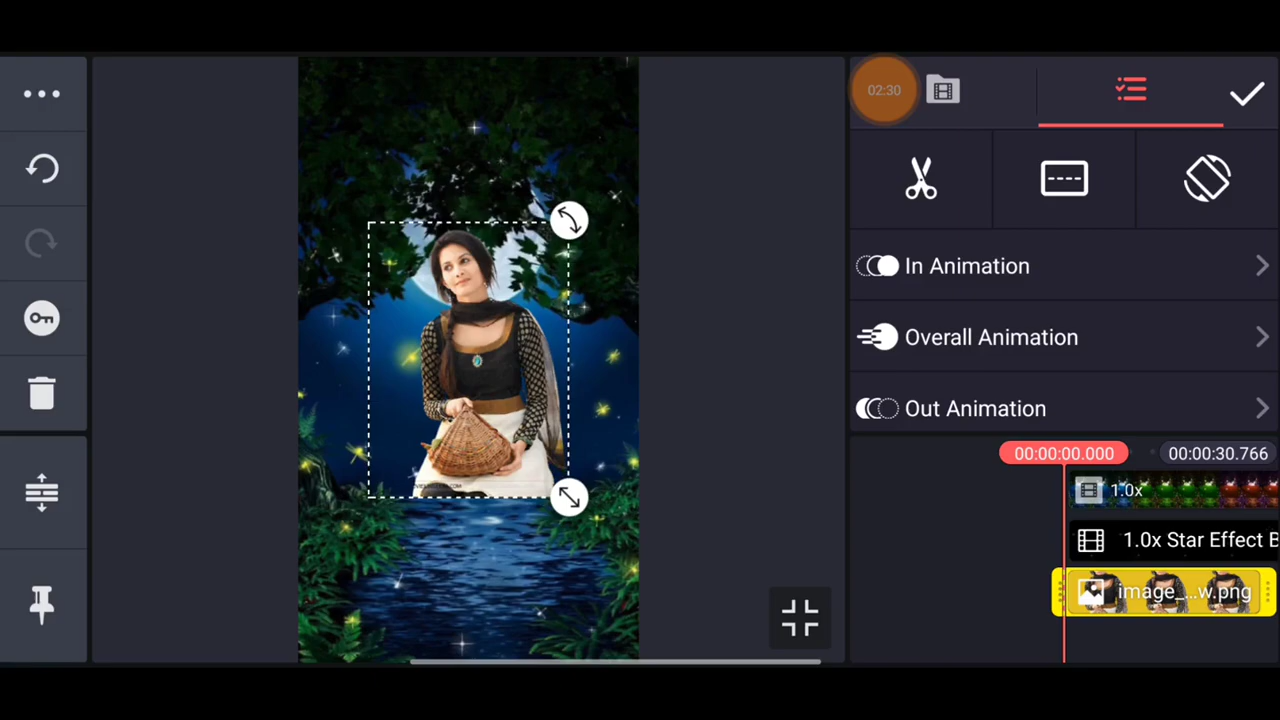 02:30
In Animation
Overall Animation
Out Animation
00:00:00.000
00:00:30.766
1.0x
1.0x Star Effect B
image_...w.png